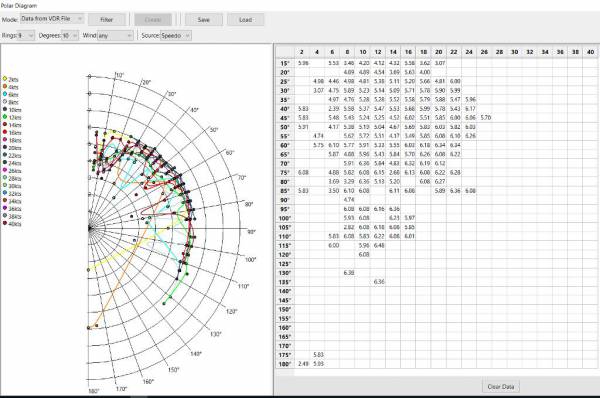 Polar Diagram
Mode: Data from VDR File Filter Create Save Load
Rings: 9 Degrees: 10 Wind: any Source: Speedo
2kts
4kts
6kts
8kts
10kts
12kts
14kts
16kts
18kts
20kts
22kts
24kts
26kts
28kts
30kts
32kts
34kts
36kts
38kts
40kts
10°
20°
30°
40°
50°
60°
70°
80°
90°
100°
110°
120°
130°
140°
150°
160°
170°
180°
2 4 6 8 10 12 14 16 18 20 22 24 26 28 30 32 34 36 38 40
15° 5.96 5.53 3.46 4.20 4.12 4.32 5.58 3.62 3.07
20° 4.89 4.89 4.54 3.69 5.63 4.00
25° 4.98 4.46 4.98 4.81 5.38 5.11 5.20 5.66 4.81 6.00
30° 3.07 4.75 5.89 5.23 5.14 5.09 5.71 5.78 5.90 5.99
35° 4.97 4.76 5.28 5.28 5.52 5.58 5.79 5.88 5.47 5.96
40° 5.83 2.39 5.38 5.37 5.47 5.53 5.68 5.99 5.78 5.43 6.17
45° 5.83 5.48 5.43 5.24 5.25 4.52 6.02 5.51 5.85 6.00 6.06 5.70
50° 5.91 4.17 5.38 5.19 5.04 4.67 5.69 5.83 6.03 5.82 6.03
55° 4.74 5.62 5.72 5.31 4.17 3.49 5.85 6.08 6.10 6.26
60° 5.75 6.10 5.77 5.91 5.33 5.55 6.03 6.18 6.34 6.34
65° 5.87 4.88 5.96 5.43 5.84 5.70 6.26 6.08 6.22
70° 5.91 6.36 5.84 4.83 6.32 6.19 6.12
75° 6.08 4.88 5.82 6.08 6.15 2.68 6.13 6.08 6.22 6.28
80° 3.69 3.29 6.36 5.13 5.20 6.08 6.27
85° 5.83 3.50 6.10 6.08 6.11 6.08 5.89 6.36 6.08
90° 4.74
95° 6.08 6.08 6.16 6.36
100° 5.93 6.08 6.23 5.97
105° 2.82 6.08 6.18 6.08 5.85
110° 5.83 6.08 5.83 6.22 6.08 6.01
115° 6.00 5.96 6.48
120° 6.08
125°
130° 6.38
135° 6.36
140°
145°
150°
155°
160°
165°
170°
175° 5.83
180° 2.49 5.93
Clear Data